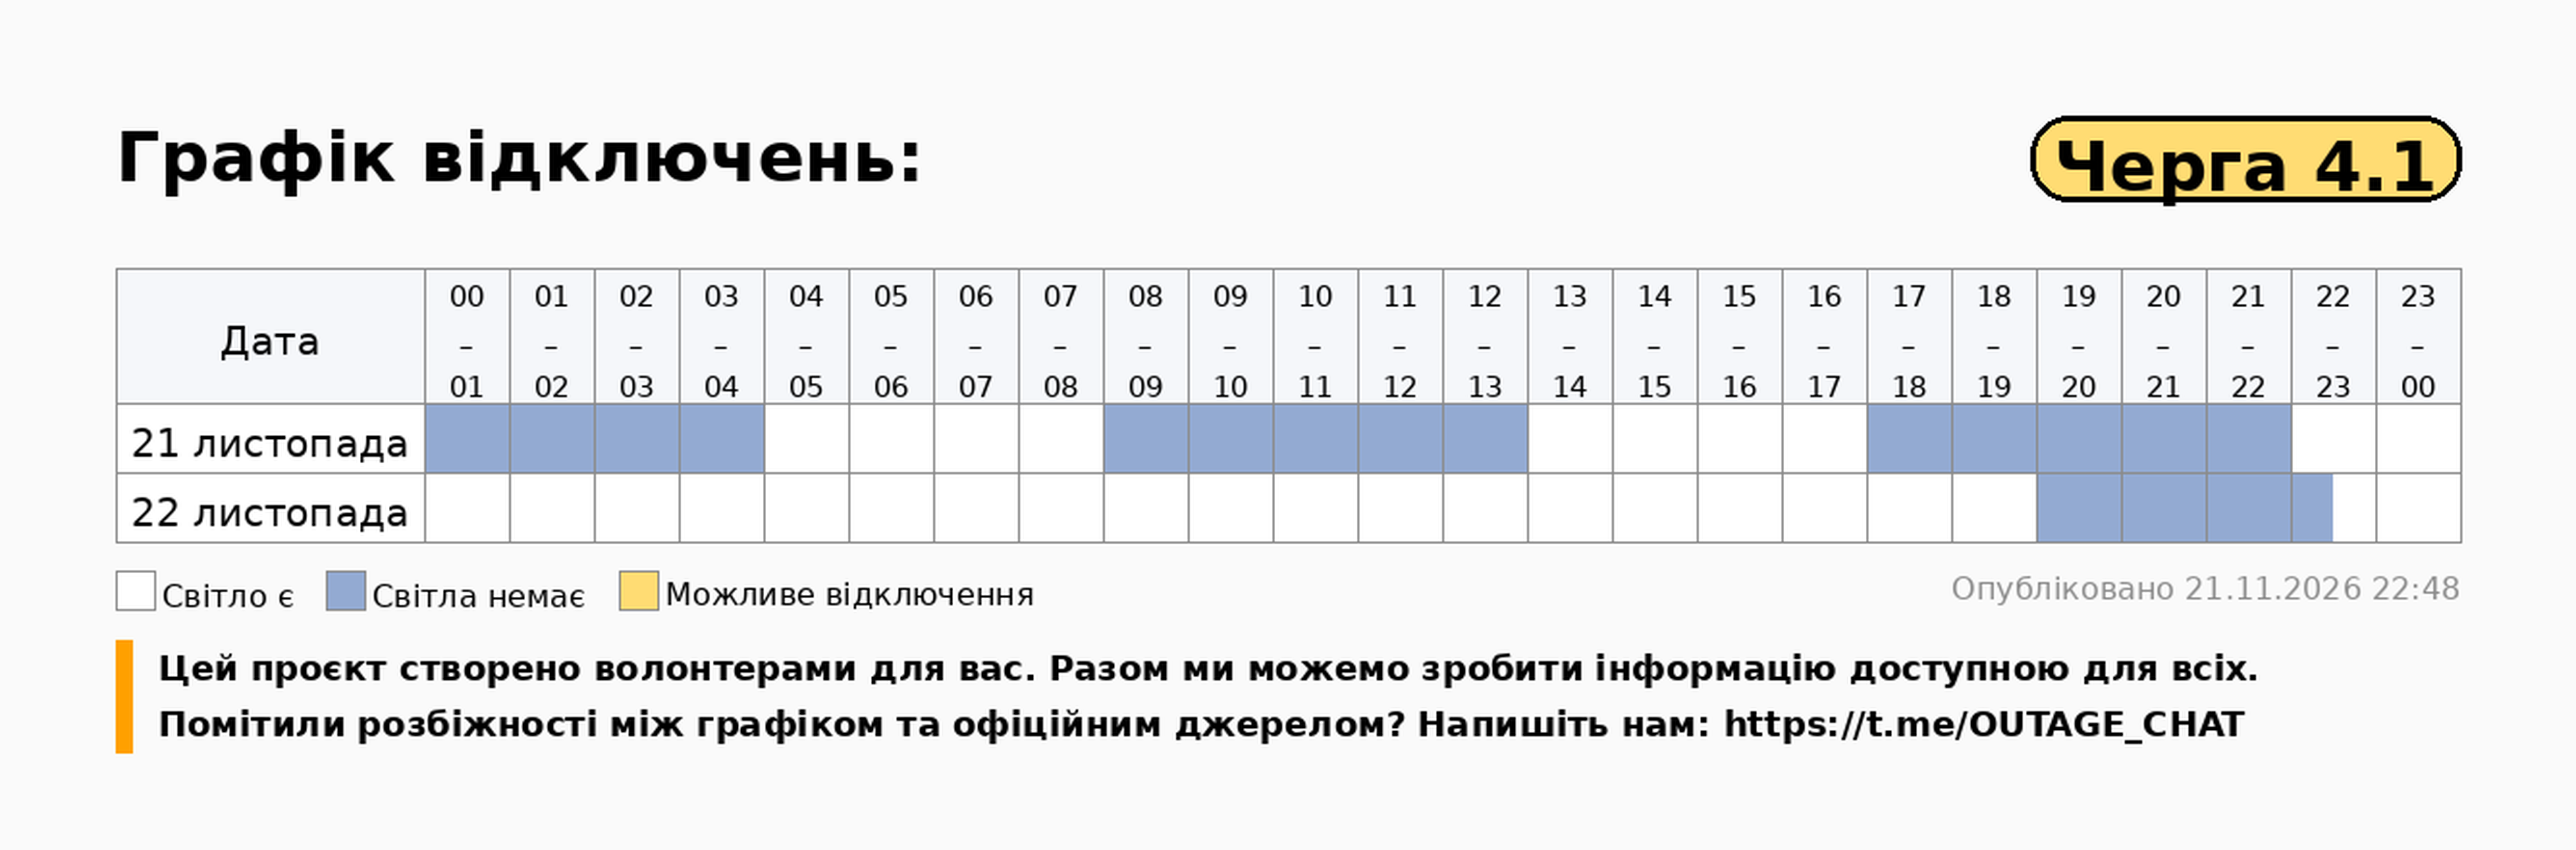 Графік відключень:
Черга 4.1
Дата
00 – 01
01 – 02
02 – 03
03 – 04
04 – 05
05 – 06
06 – 07
07 – 08
08 – 09
09 – 10
10 – 11
11 – 12
12 – 13
13 – 14
14 – 15
15 – 16
16 – 17
17 – 18
18 – 19
19 – 20
20 – 21
21 – 22
22 – 23
23 – 00
21 листопада
22 листопада
Світло є
Світла немає
Можливе відключення
Опубліковано 21.11.2026 22:48
Цей проєкт створено волонтерами для вас. Разом ми можемо зробити інформацію доступною для всіх.
Помітили розбіжності між графіком та офіційним джерелом? Напишіть нам: https://t.me/OUTAGE_CHAT